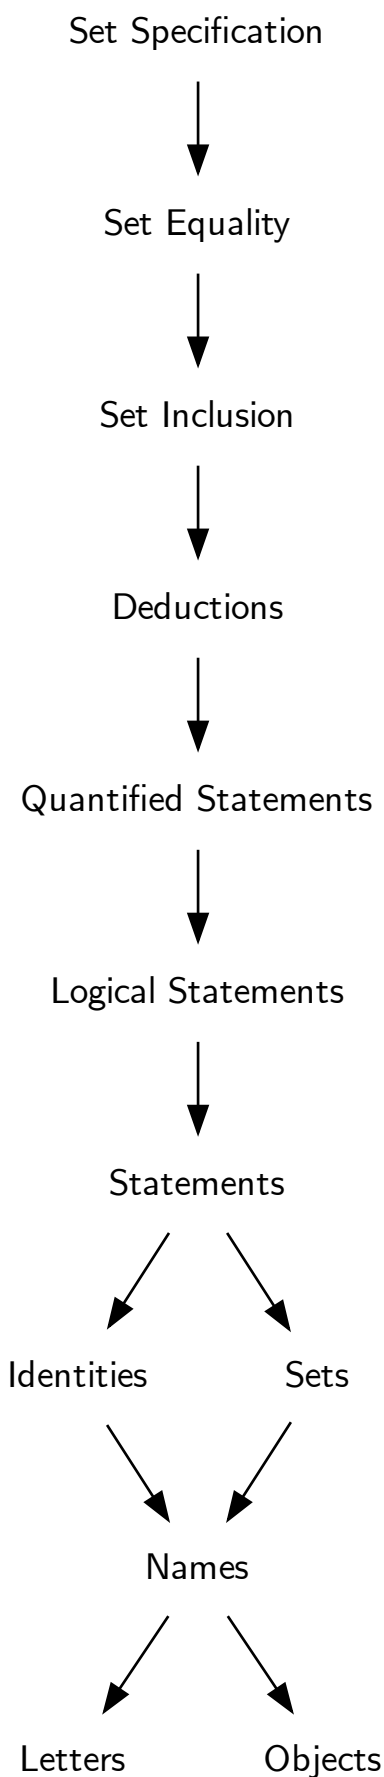 Set Specification
Set Equality
Set Inclusion
Deductions
Quantified Statements
Logical Statements
Statements
Identities Sets
Names
Letters Objects